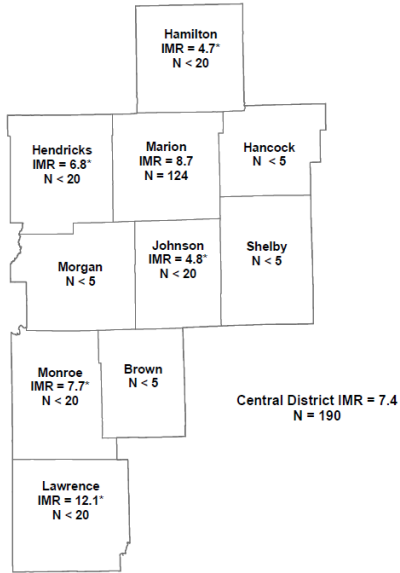 Hamilton
IMR = 4.7*
N < 20
Hendricks
IMR = 6.8*
N < 20
Marion
IMR = 8.7
N = 124
Hancock
N < 5
Morgan
N < 5
Johnson
IMR = 4.8*
N < 20
Shelby
N < 5
Monroe
IMR = 7.7*
N < 20
Brown
N < 5
Central District IMR = 7.4
N = 190
Lawrence
IMR = 12.1*
N < 20